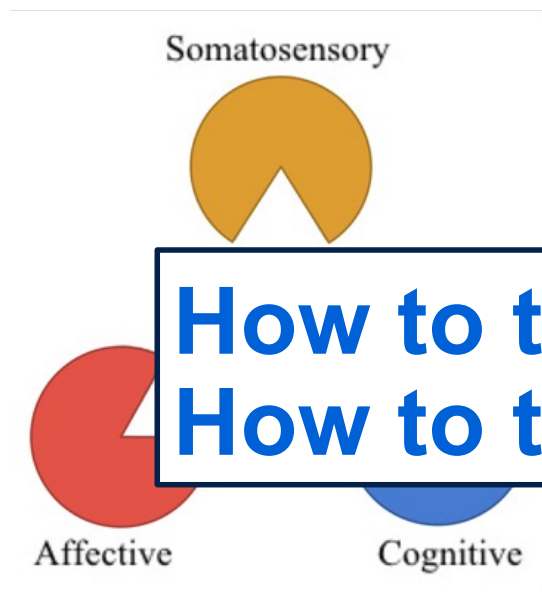 Somatosensory
How to t
How to t
Affective
Cognitive